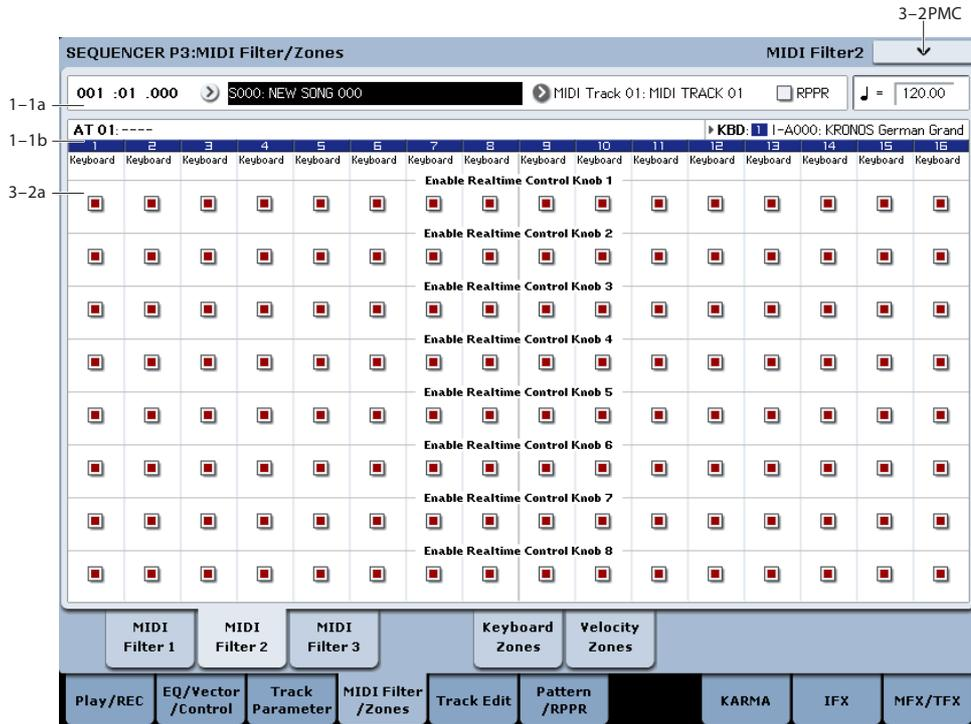 3–2PMC
SEQUENCER P3:MIDI Filter/Zones MIDI Filter2
001 :01 .000 S000: NEW SONG 000 MIDI Track 01: MIDI TRACK 01 RPPR ♩ = 120.00
1–1a
AT 01: ---- KBD: 1 I-A000: KRONOS German Grand
1–1b
1 2 3 4 5 6 7 8 9 10 11 12 13 14 15 16
Keyboard Keyboard Keyboard Keyboard Keyboard Keyboard Keyboard Keyboard Keyboard Keyboard Keyboard Keyboard Keyboard Keyboard Keyboard Keyboard
Enable Realtime Control Knob 1
3–2a
Enable Realtime Control Knob 2
Enable Realtime Control Knob 3
Enable Realtime Control Knob 4
Enable Realtime Control Knob 5
Enable Realtime Control Knob 6
Enable Realtime Control Knob 7
Enable Realtime Control Knob 8
MIDI Filter 1
MIDI Filter 2
MIDI Filter 3
Keyboard Zones
Velocity Zones
Play/REC
EQ/Vector /Control
Track Parameter
MIDI Filter /Zones
Track Edit
Pattern /RPPR
KARMA
IFX
MFX/TFX